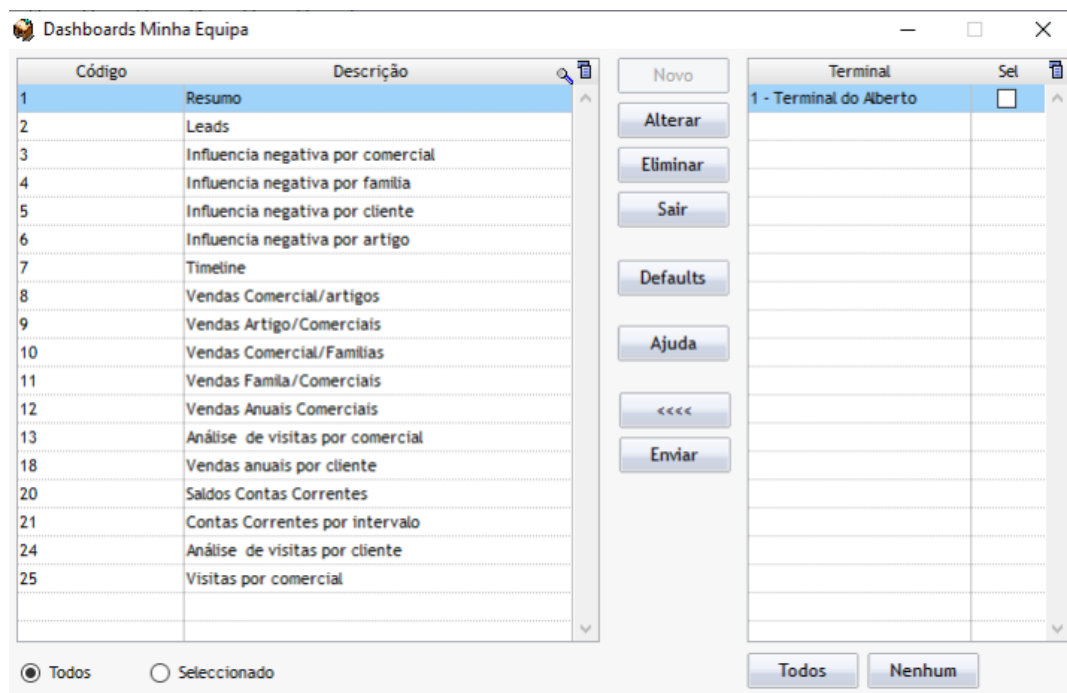 Dashboards Minha Equipa
Código Descrição
1 Resumo
2 Leads
3 Influencia negativa por comercial
4 Influencia negativa por familia
5 Influencia negativa por cliente
6 Influencia negativa por artigo
7 Timeline
8 Vendas Comercial/artigos
9 Vendas Artigo/Comerciais
10 Vendas Comercial/Familias
11 Vendas Famila/Comerciais
12 Vendas Anuais Comerciais
13 Análise de visitas por comercial
18 Vendas anuais por cliente
20 Saldos Contas Correntes
21 Contas Correntes por intervalo
24 Análise de visitas por cliente
25 Visitas por comercial
Todos Seleccionado
Novo
Alterar
Eliminar
Sair
Defaults
Ajuda
<<<<
Enviar
Terminal Sel
1 - Terminal do Alberto
Todos Nenhum